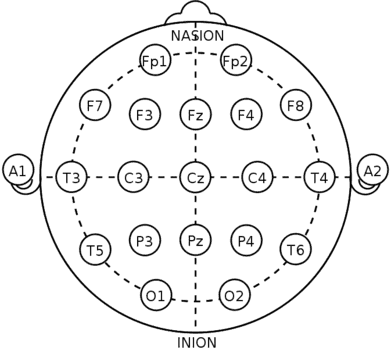 NASION
Fp1 Fp2
F7 F3 Fz F4 F8
A1 T3 C3 Cz C4 T4 A2
T5 P3 Pz P4 T6
O1 O2
INION